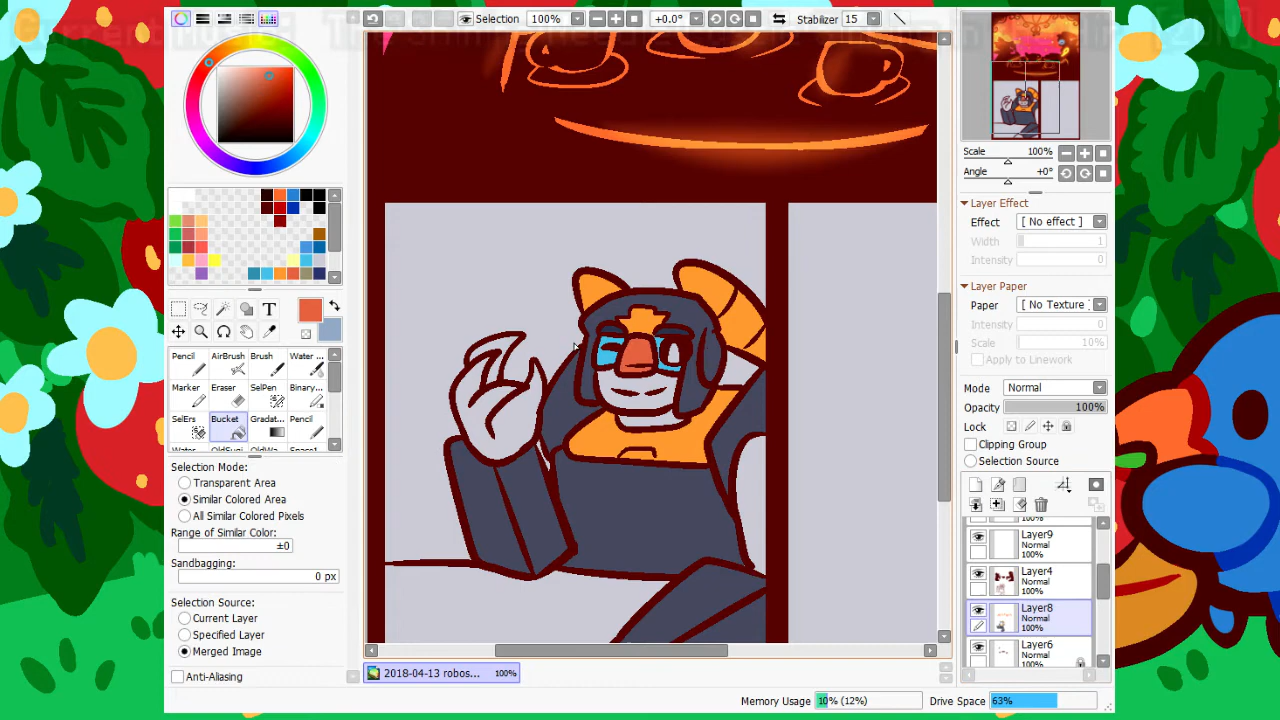 Selection 100% +0.0° Stabilizer 15
Scale 100%
Angle +0°
Layer Effect
Effect [ No effect ]
Width 1
Intensity 0
Layer Paper
Paper [ No Texture ]
Intensity 0
Scale 10%
Apply to Linework
Mode Normal
Opacity 100%
Lock
Clipping Group
Selection Source
T
Pencil AirBrush Brush Water ...
Marker Eraser SelPen Binary...
SelErs Bucket Gradat... Pencil
Selection Mode:
Transparent Area
Similar Colored Area
All Similar Colored Pixels
Range of Similar Color:
±0
Sandbagging:
0 px
Selection Source:
Current Layer
Specified Layer
Merged Image
Anti-Aliasing
100%
Layer9
Normal
100%
Layer4
Normal
100%
Layer8
Normal
100%
Layer6
Normal
100%
2018-04-13 robos... 100%
Memory Usage 10% (12%) Drive Space 63%